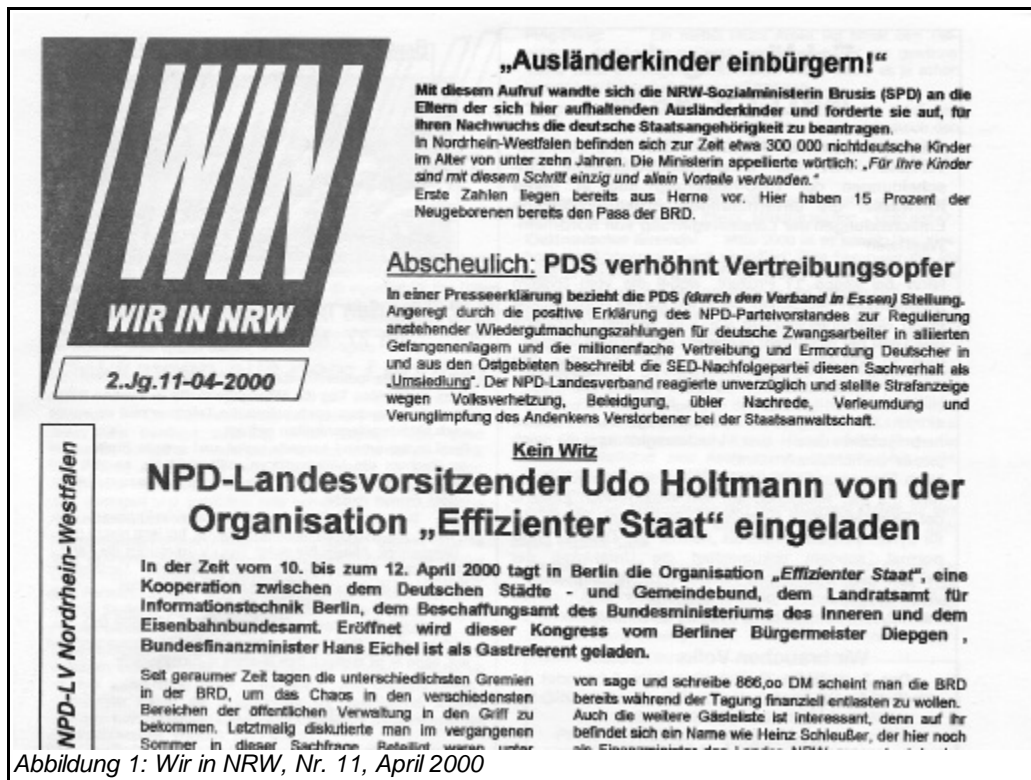 WIN
WIR IN NRW
2.Jg.11-04-2000
NPD-LV Nordrhein-Westfalen
„Ausländerkinder einbürgern!“
Mit diesem Aufruf wandte sich die NRW-Sozialministerin Brusis (SPD) an die
Eltern der sich hier aufhaltenden Ausländerkinder und forderte sie auf, für
ihren Nachwuchs die deutsche Staatsangehörigkeit zu beantragen.
In Nordrhein-Westfalen befinden sich zur Zeit etwa 300 000 nichtdeutsche Kinder
im Alter von unter zehn Jahren. Die Ministerin appellierte wörtlich: „Für ihre Kinder
sind mit diesem Schritt einzig und allein Vorteile verbunden.“
Erste Zahlen liegen bereits aus Herne vor. Hier haben 15 Prozent der
Neugeborenen bereits den Pass der BRD.
Abscheulich: PDS verhöhnt Vertreibungsopfer
In einer Presseerklärung bezieht die PDS (durch den Verband in Essen) Stellung.
Angeregt durch die positive Erklärung des NPD-Parteivorstandes zur Regulierung
anstehender Wiedergutmachungszahlungen für deutsche Zwangsarbeiter in alliierten
Gefangenenlagern und die millionenfache Vertreibung und Ermordung Deutscher in
und aus den Ostgebieten beschreibt die SED-Nachfolgepartei diesen Sachverhalt als
„Umsiedlung“. Der NPD-Landesverband reagierte unverzüglich und stellte Strafanzeige
wegen Volksverhetzung, Beleidigung, übler Nachrede, Verleumdung und
Verunglimpfung des Andenkens Verstorbener bei der Staatsanwaltschaft.
Kein Witz
NPD-Landesvorsitzender Udo Holtmann von der
Organisation „Effizienter Staat“ eingeladen
In der Zeit vom 10. bis zum 12. April 2000 tagt in Berlin die Organisation „Effizienter Staat“, eine
Kooperation zwischen dem Deutschen Städte - und Gemeindebund, dem Landratsamt für
Informationstechnik Berlin, dem Beschaffungsamt des Bundesministeriums des Inneren und dem
Eisenbahnbundesamt. Eröffnet wird dieser Kongress vom Berliner Bürgermeister Diepgen ,
Bundesfinanzminister Hans Eichel ist als Gastreferent geladen.
Seit geraumer Zeit tagen die unterschiedlichsten Gremien
in der BRD, um das Chaos in den verschiedensten
Bereichen der öffentlichen Verwaltung in den Griff zu
bekommen. Letztmalig diskutierte man im vergangenen
Sommer in dieser Sachfrage. Beteiligt waren unter
von sage und schreibe 866,oo DM scheint man die BRD
bereits während der Tagung finanziell entlasten zu wollen.
Auch die weitere Gästeliste ist interessant, denn auf ihr
befindet sich ein Name wie Heinz Schleußer, der hier noch
als Finanzminister des Landes NRW
Abbildung 1: Wir in NRW, Nr. 11, April 2000